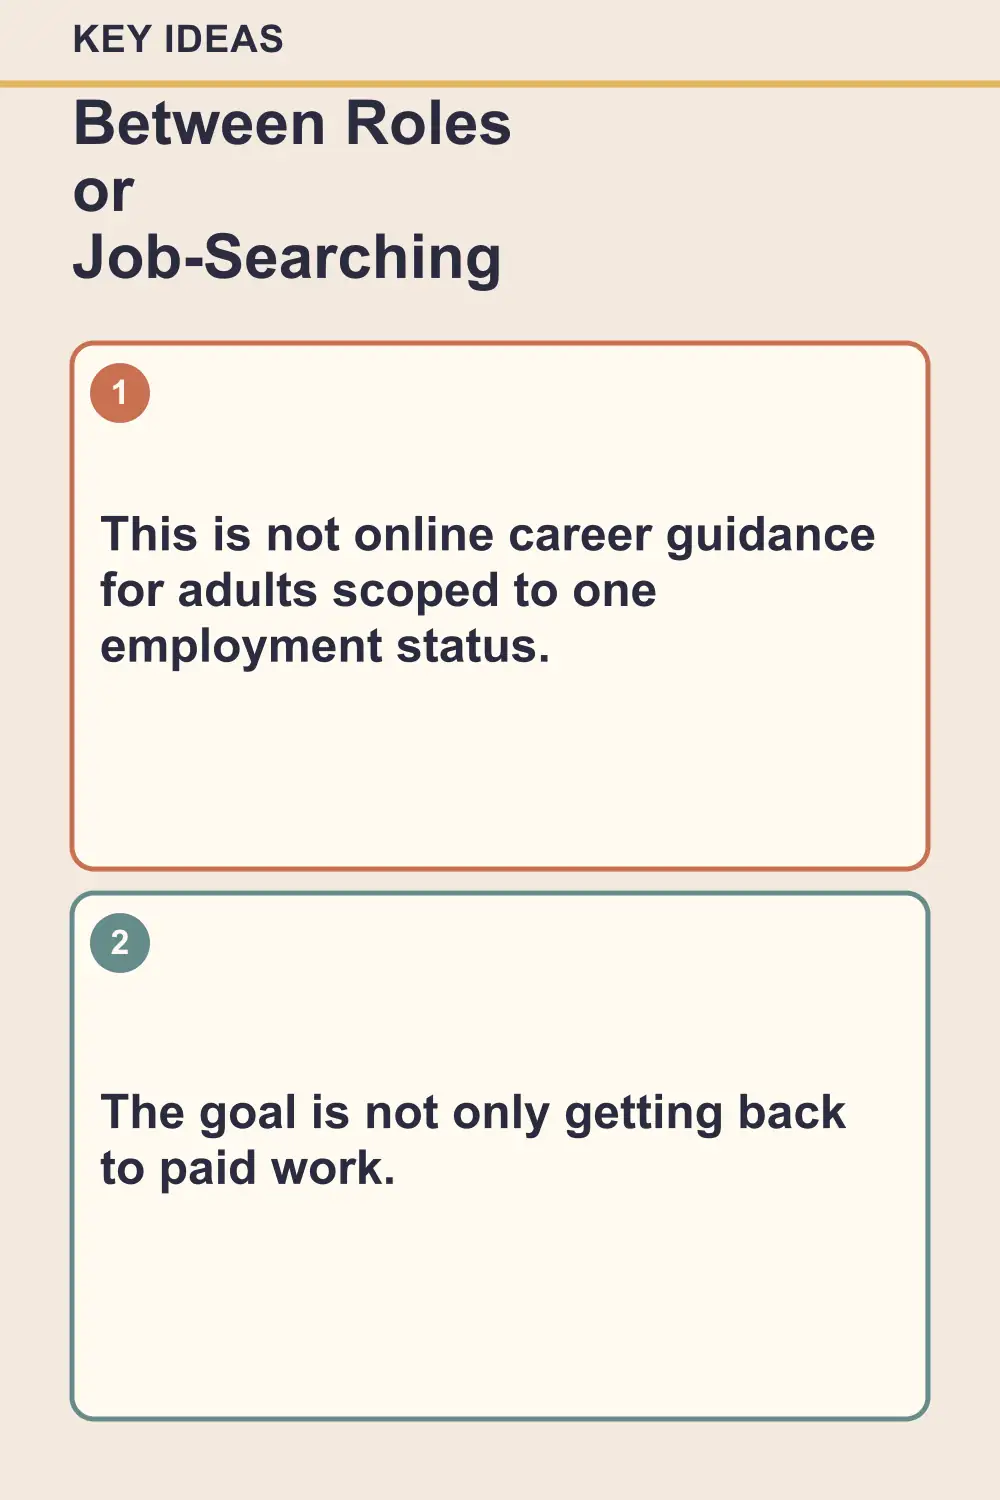 KEY IDEAS
Between Roles
or
Job-Searching
1
This is not online career guidance
for adults scoped to one
employment status.
2
The goal is not only getting back
to paid work.